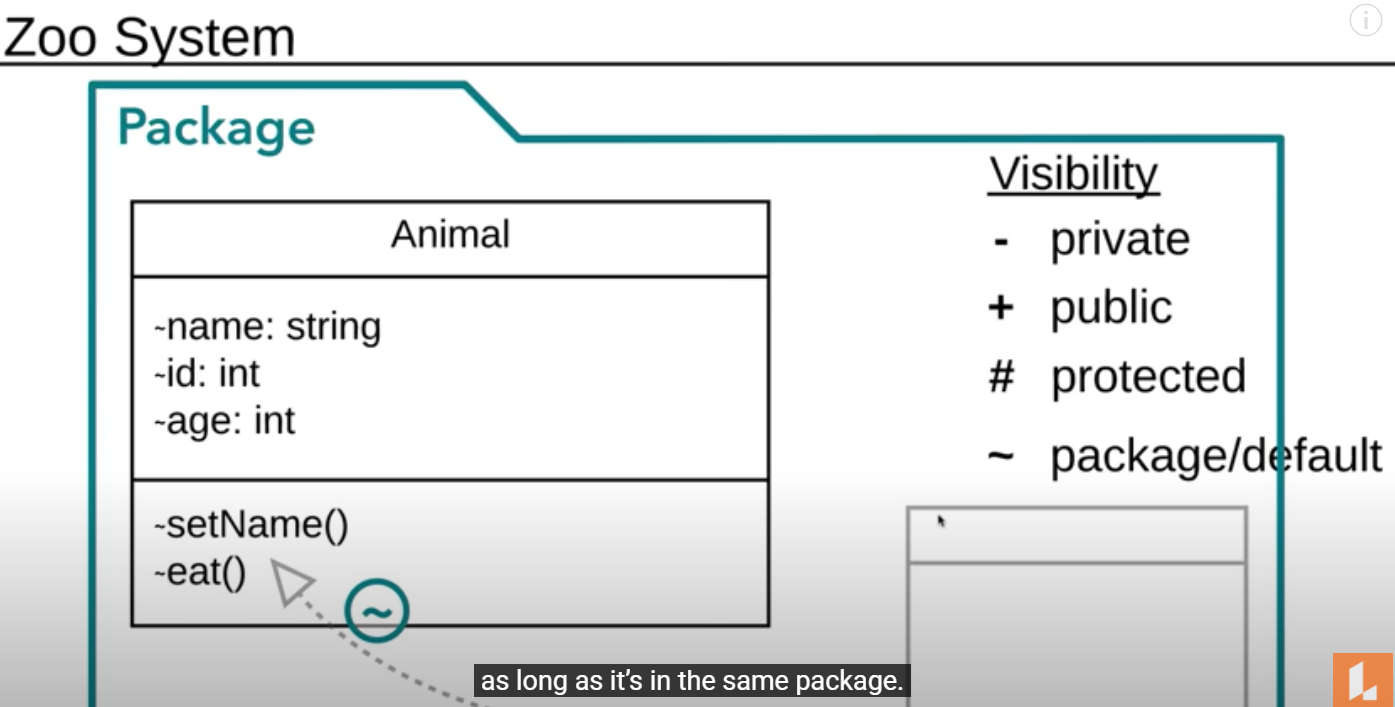 Zoo System
Package
Visibility
- private
+ public
# protected
~ package/default
Animal
~name: string
~id: int
~age: int
~setName()
~eat()
~
as long as it’s in the same package.